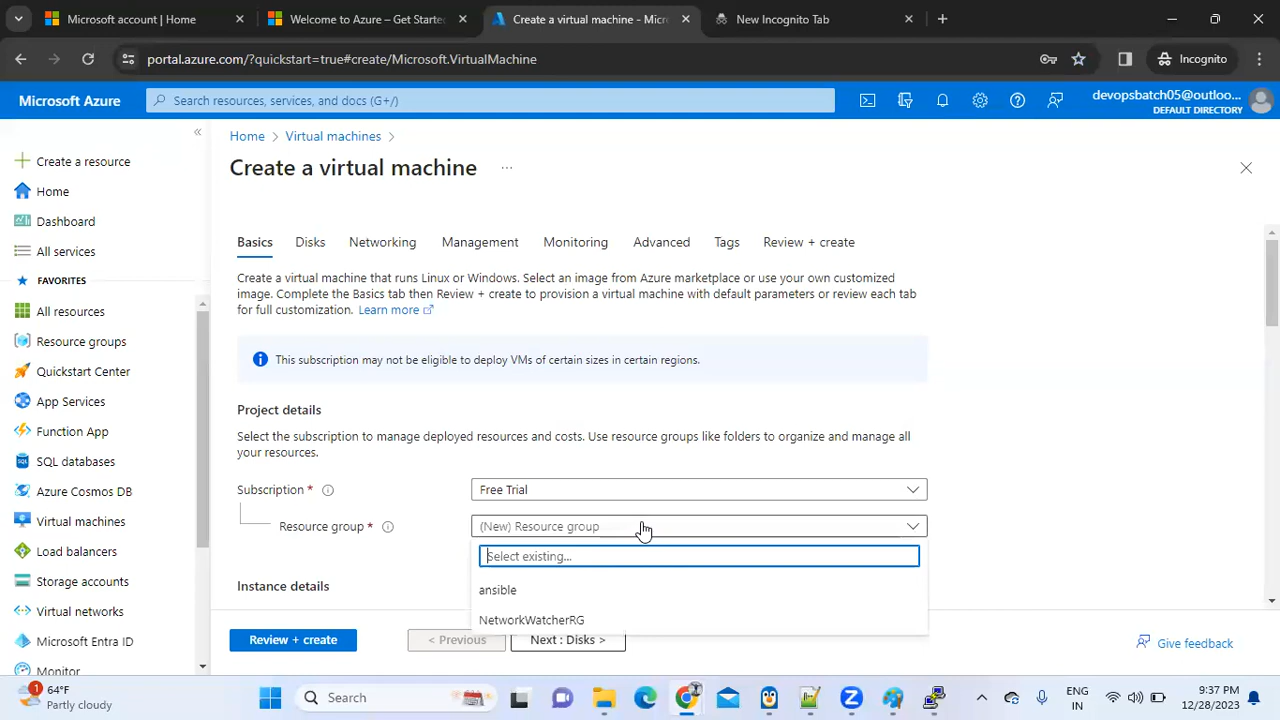 Microsoft account | Home
Welcome to Azure – Get Starte
Create a virtual machine - Micr
New Incognito Tab
portal.azure.com/?quickstart=true#create/Microsoft.VirtualMachine
Incognito
Microsoft Azure
Search resources, services, and docs (G+/)
devopsbatch05@outloo...
DEFAULT DIRECTORY
Create a resource
Home
Dashboard
All services
FAVORITES
All resources
Resource groups
Quickstart Center
App Services
Function App
SQL databases
Azure Cosmos DB
Virtual machines
Load balancers
Storage accounts
Virtual networks
Microsoft Entra ID
Monitor
Home > Virtual machines >
Create a virtual machine ...
Basics Disks Networking Management Monitoring Advanced Tags Review + create
Create a virtual machine that runs Linux or Windows. Select an image from Azure marketplace or use your own customized
image. Complete the Basics tab then Review + create to provision a virtual machine with default parameters or review each tab
for full customization. Learn more
This subscription may not be eligible to deploy VMs of certain sizes in certain regions.
Project details
Select the subscription to manage deployed resources and costs. Use resource groups like folders to organize and manage all
your resources.
Subscription * Free Trial
Resource group * (New) Resource group
Select existing...
ansible
NetworkWatcherRG
Instance details
Review + create
< Previous
Next : Disks >
Give feedback
1
64°F
Partly cloudy
Search
ENG
IN
9:37 PM
12/28/2023